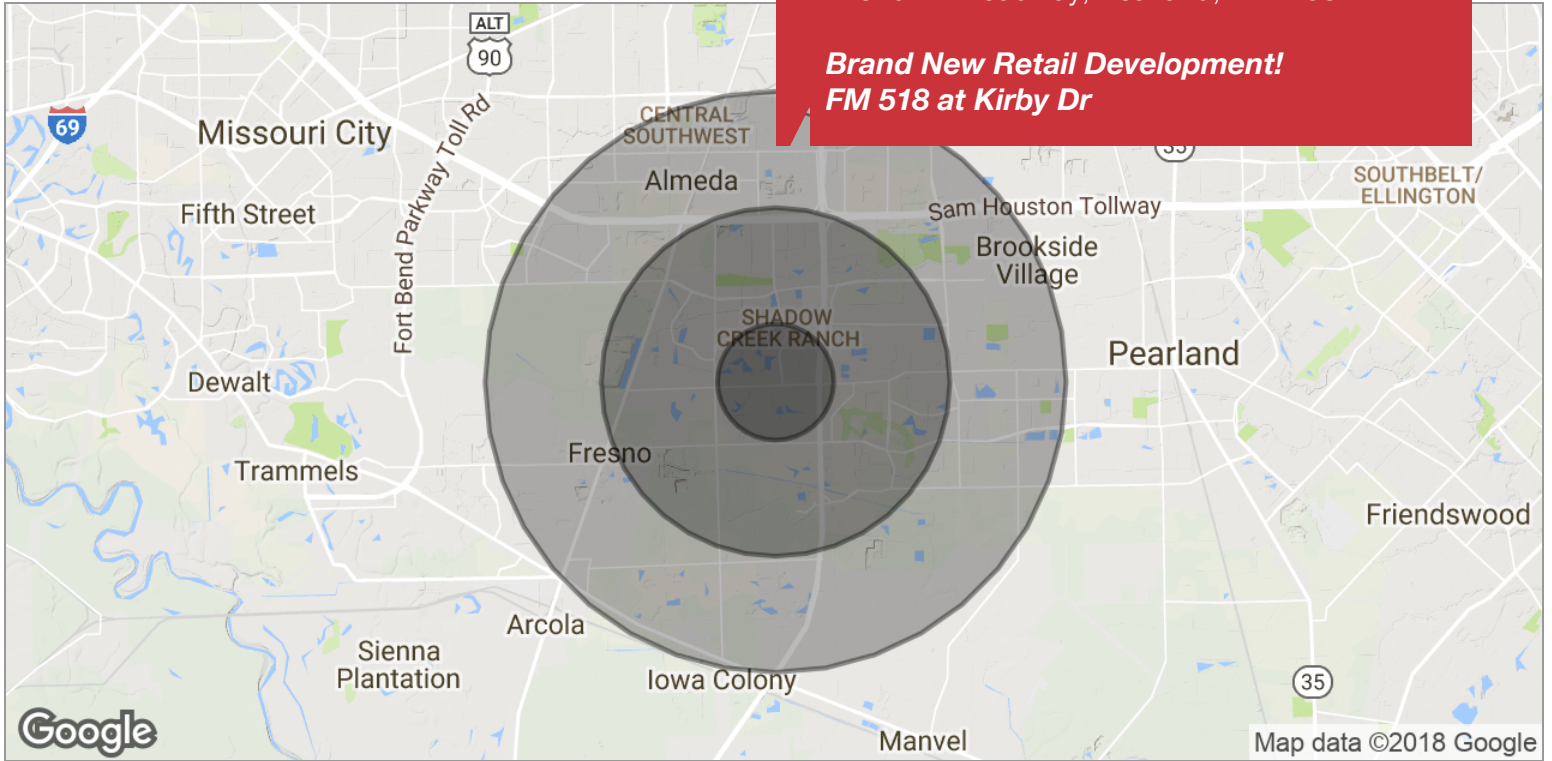 Brand New Retail Development!
FM 518 at Kirby Dr
ALT
90
69
Missouri City
Fort Bend Parkway Toll Rd
CENTRAL
SOUTHWEST
35
Almeda
SOUTHBELT/
ELLINGTON
Fifth Street
Sam Houston Tollway
Brookside
Village
SHADOW
CREEK RANCH
Pearland
Dewalt
Fresno
Trammels
Friendswood
Arcola
Sienna
Plantation
Iowa Colony
35
Manvel
Google
Map data ©2018 Google